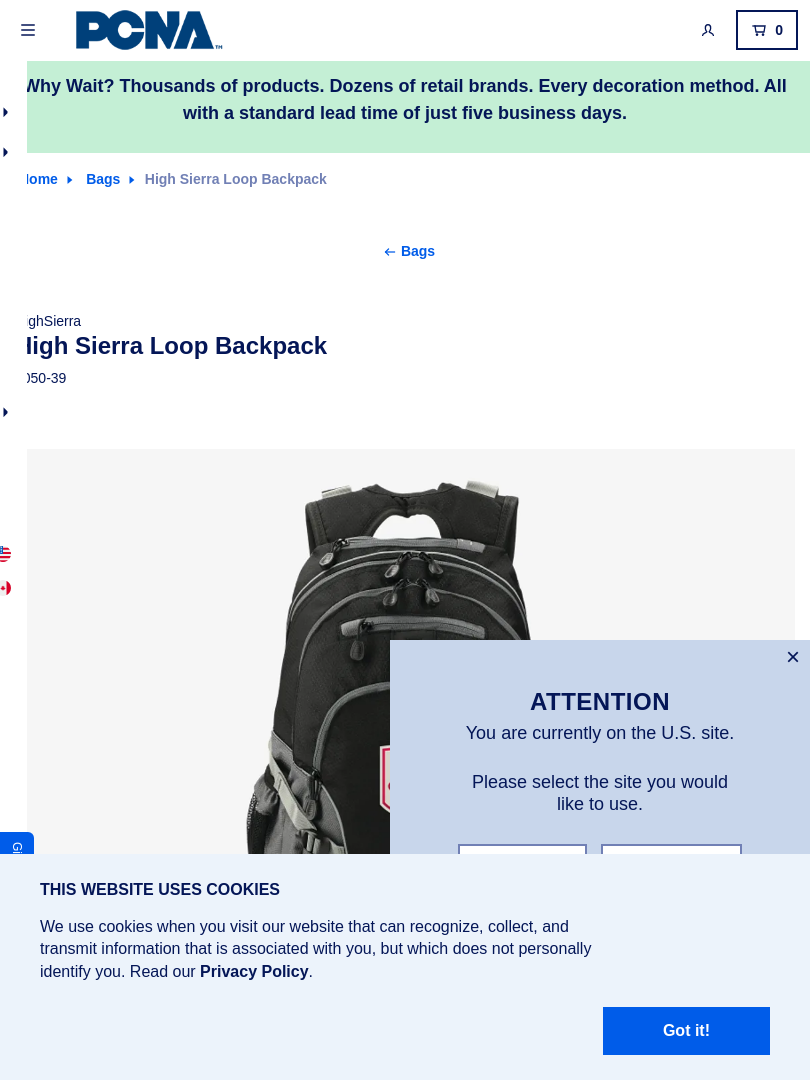 PCNA
0
Why Wait? Thousands of products. Dozens of retail brands. Every decoration method. All
with a standard lead time of just five business days.
Bags
High Sierra Loop Backpack
Bags
High Sierra Loop Backpack
ATTENTION
You are currently on the U.S. site.
Please select the site you would
like to use.
THIS WEBSITE USES COOKIES
We use cookies when you visit our website that can recognize, collect, and
transmit information that is associated with you, but which does not personally
identify you. Read our Privacy Policy.
Got it!